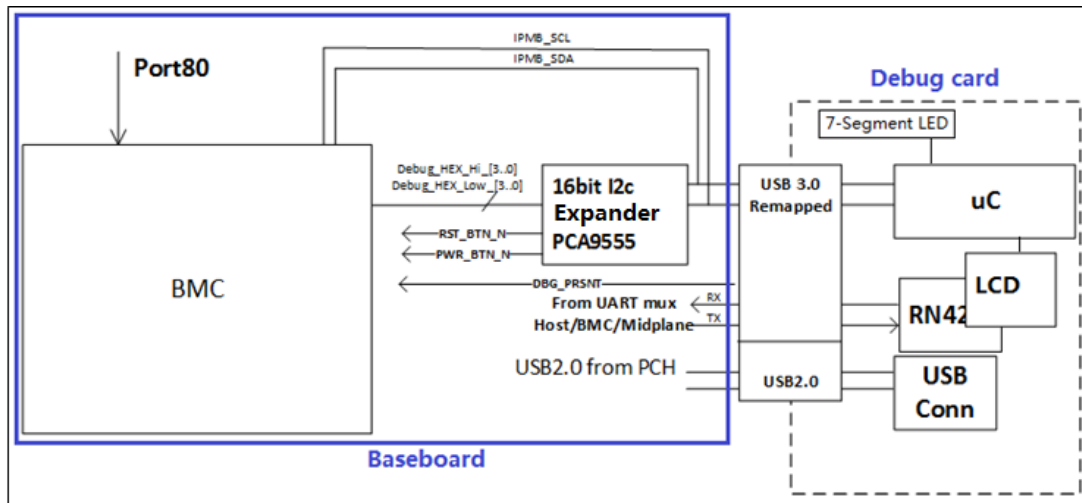 IPMB_SCL
IPMB_SDA
Port80
Debug card
7-Segment LED
Debug_HEX_Hi_[3..0]
Debug_HEX_Low_[3..0]
16bit I2c
Expander
PCA9555
USB 3.0
Remapped
uC
RST_BTN_N
PWR_BTN_N
BMC
DBG_PRSNT
LCD
From UART mux
RX
RN42
Host/BMC/Midplane
TX
USB2.0 from PCH
USB2.0
USB
Conn
Baseboard